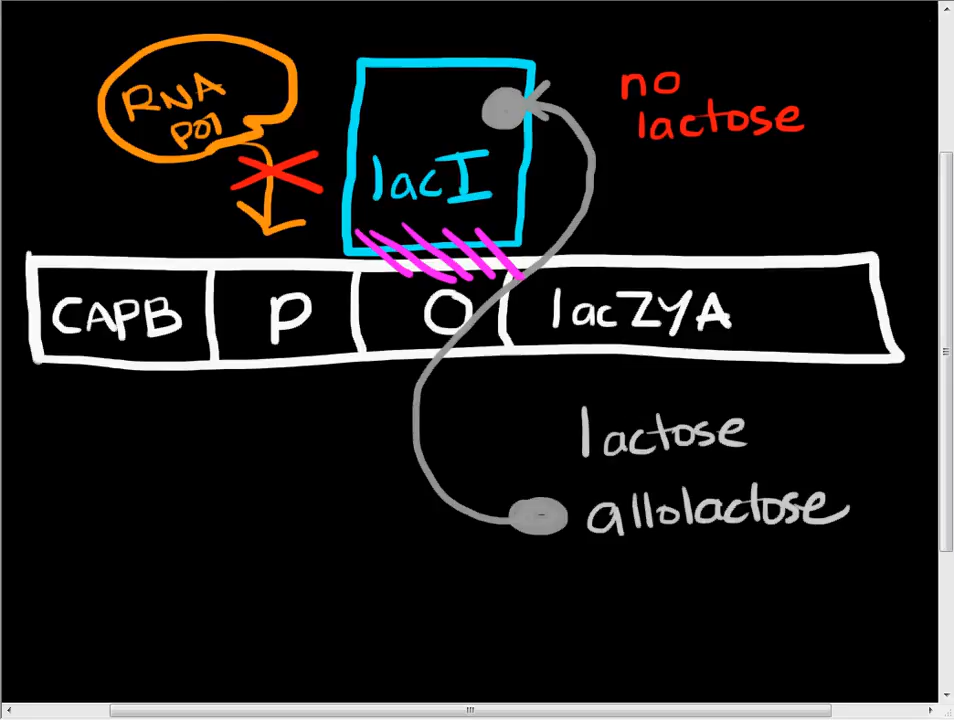 RNA
pol
lacI
no
lactose
CAPB P O lacZYA
lactose
allolactose